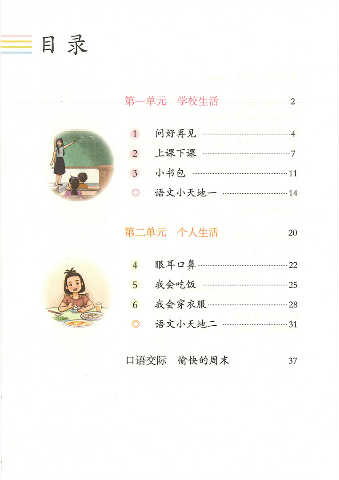 目录
第一单元 学校生活 2
1 问好再见 4
2 上课下课 7
3 小书包 11
语文小天地一 14
第二单元 个人生活 20
4 眼耳口鼻 22
5 我会吃饭 25
6 我会穿衣服 28
语文小天地二 31
口语交际 愉快的周末 37